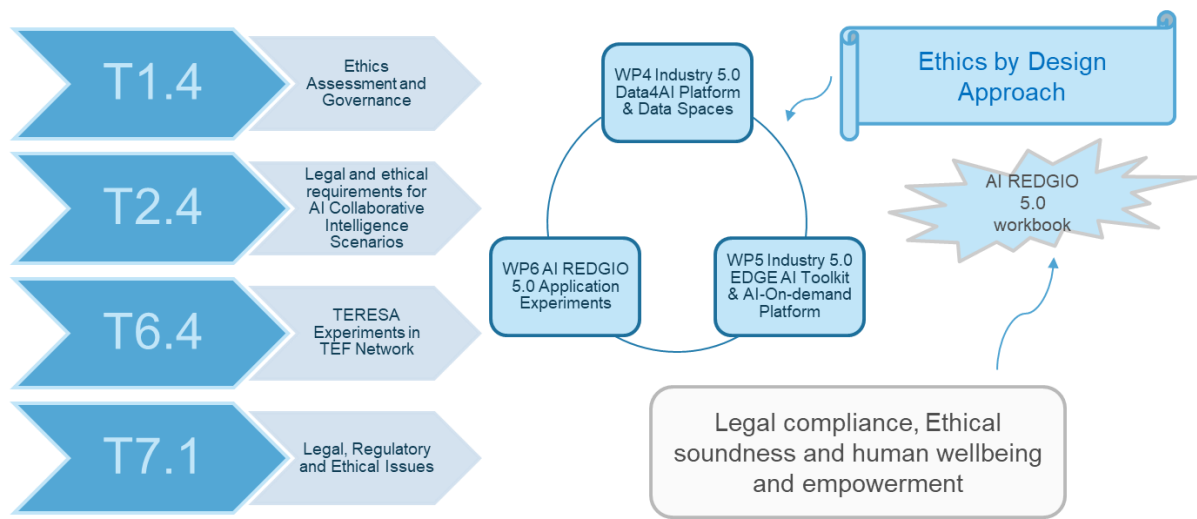 T1.4
Ethics
Assessment and
Governance
T2.4
Legal and ethical
requirements for
AI Collaborative
Intelligence
Scenarios
T6.4
TERESA
Experiments in
TEF Network
T7.1
Legal, Regulatory
and Ethical Issues
WP4 Industry 5.0
Data4AI Platform
& Data Spaces
WP6 AI REDGIO
5.0 Application
Experiments
WP5 Industry 5.0
EDGE AI Toolkit
& AI-On-demand
Platform
Ethics by Design
Approach
AI REDGIO
5.0
workbook
Legal compliance, Ethical
soundness and human wellbeing
and empowerment